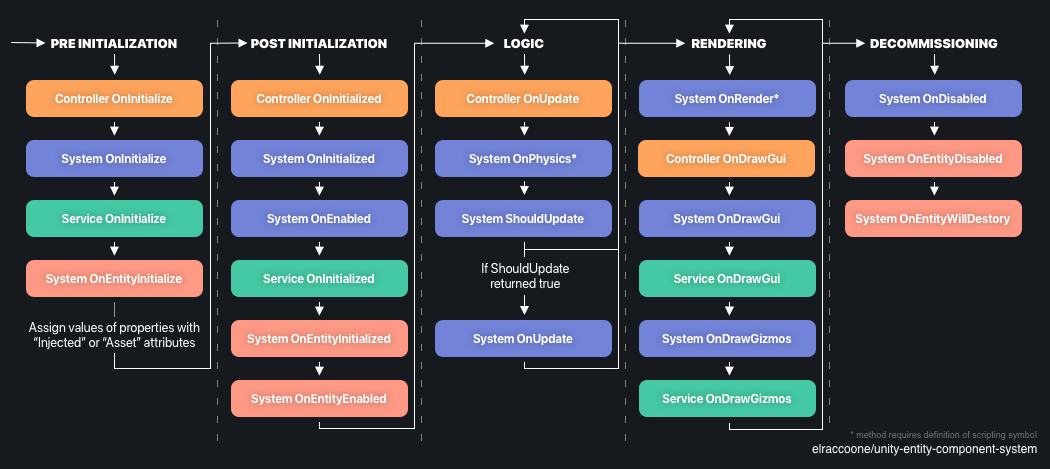 PRE INITIALIZATION
Controller OnInitialize
System OnInitialize
Service OnInitialize
System OnEntityInitialize
Assign values of properties with
“Injected” or “Asset” attributes
POST INITIALIZATION
Controller OnInitialized
System OnInitialized
System OnEnabled
Service OnInitialized
System OnEntityInitialized
System OnEntityEnabled
LOGIC
Controller OnUpdate
System OnPhysics*
System ShouldUpdate
If ShouldUpdate
returned true
System OnUpdate
RENDERING
System OnRender*
Controller OnDrawGui
System OnDrawGui
Service OnDrawGui
System OnDrawGizmos
Service OnDrawGizmos
DECOMMISSIONING
System OnDisabled
System OnEntityDisabled
System OnEntityWillDestory
* method requires definition of scripting symbol
elraccoone/unity-entity-component-system